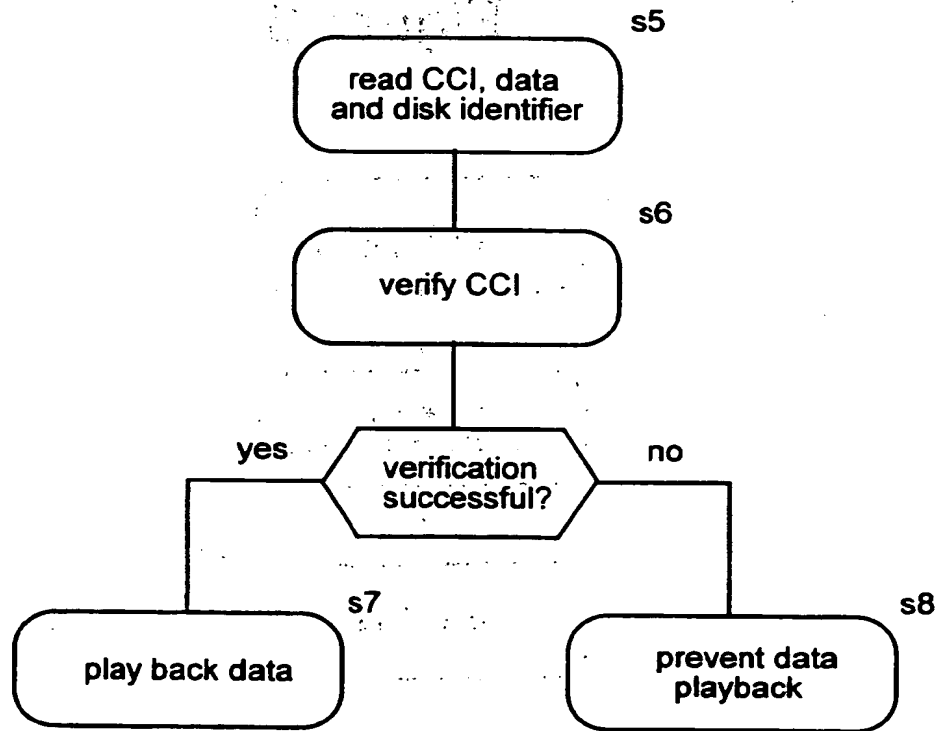 s5
read CCI, data
and disk identifier
s6
verify CCI
yes
verification
successful?
no
s7
play back data
s8
prevent data
playback